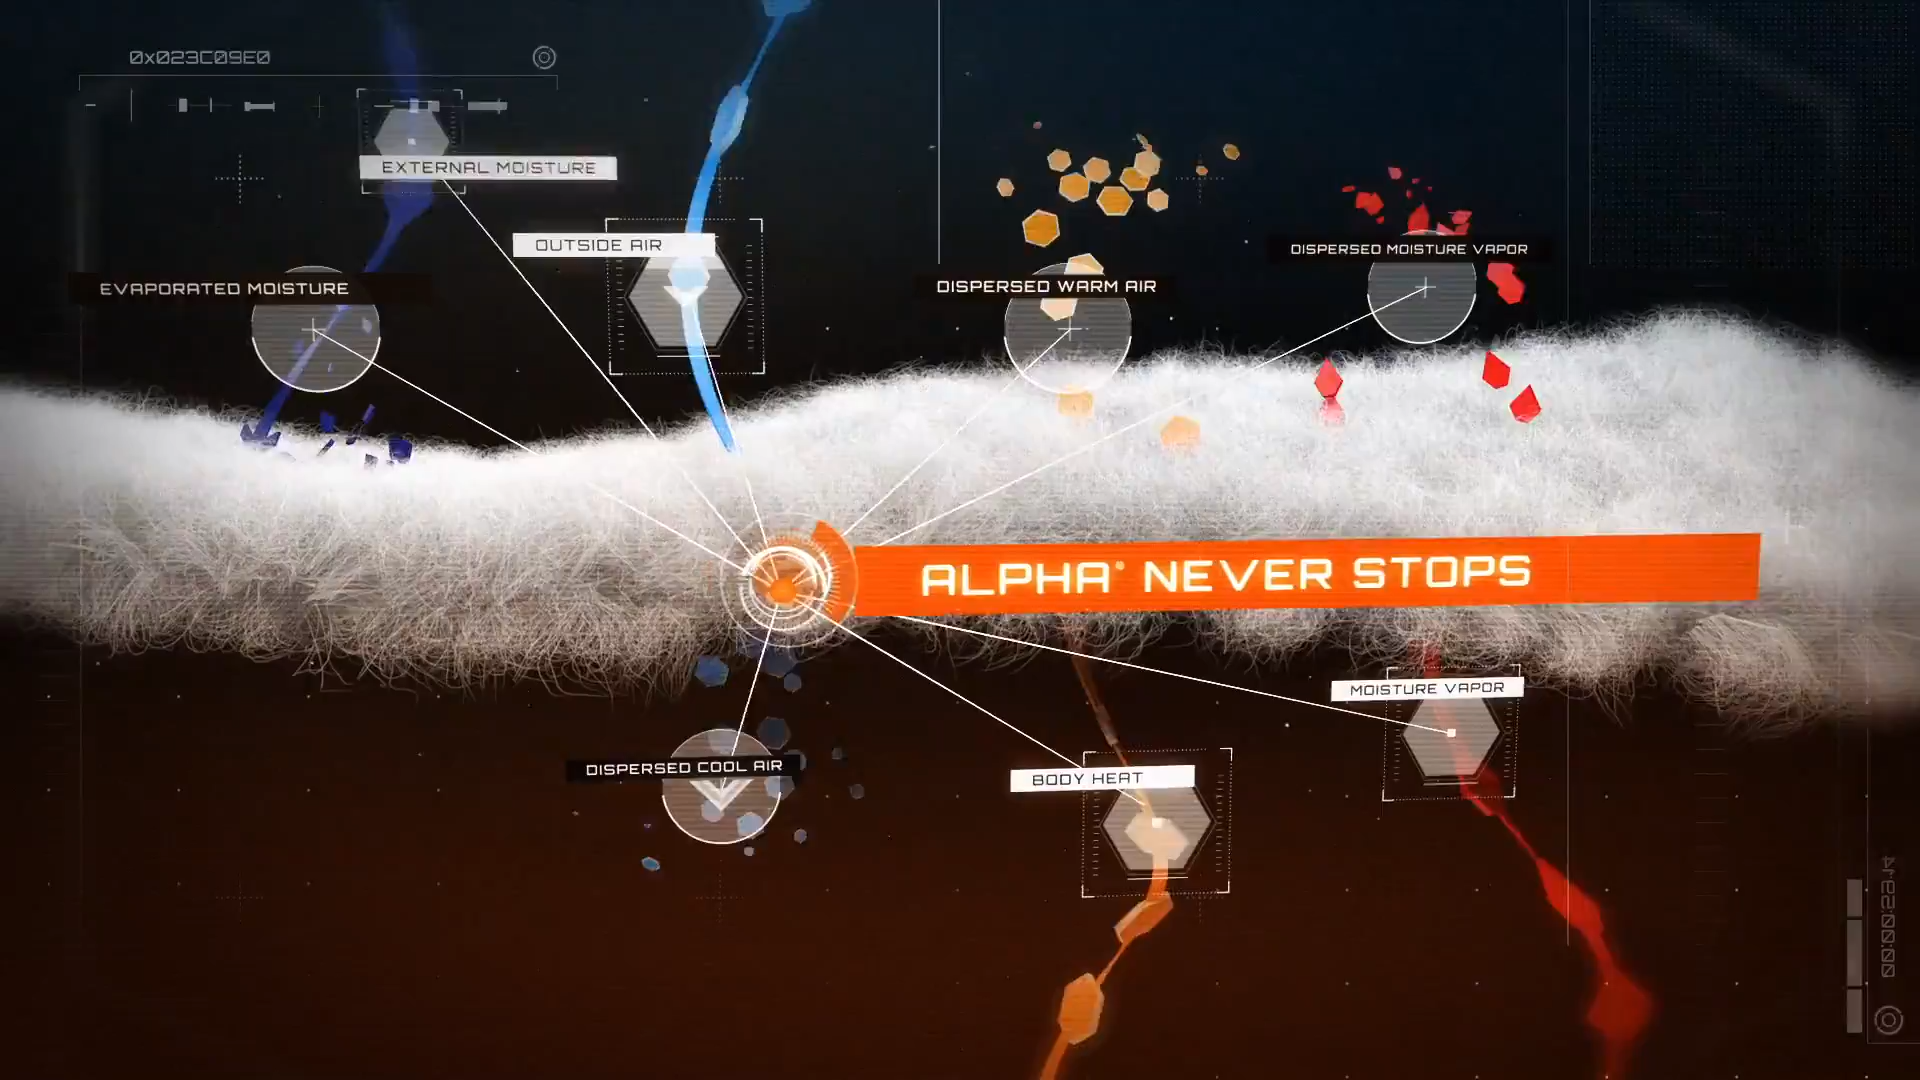 0x023C09E0
EXTERNAL MOISTURE
OUTSIDE AIR
EVAPORATED MOISTURE
DISPERSED WARM AIR
DISPERSED MOISTURE VAPOR
ALPHA® NEVER STOPS
MOISTURE VAPOR
DISPERSED COOL AIR
BODY HEAT